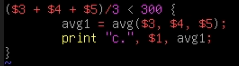 ($3 + $4 + $5)/3 < 300 {
avg1 = avg($3, $4, $5);
print "c.", $1, avg1;
}
~